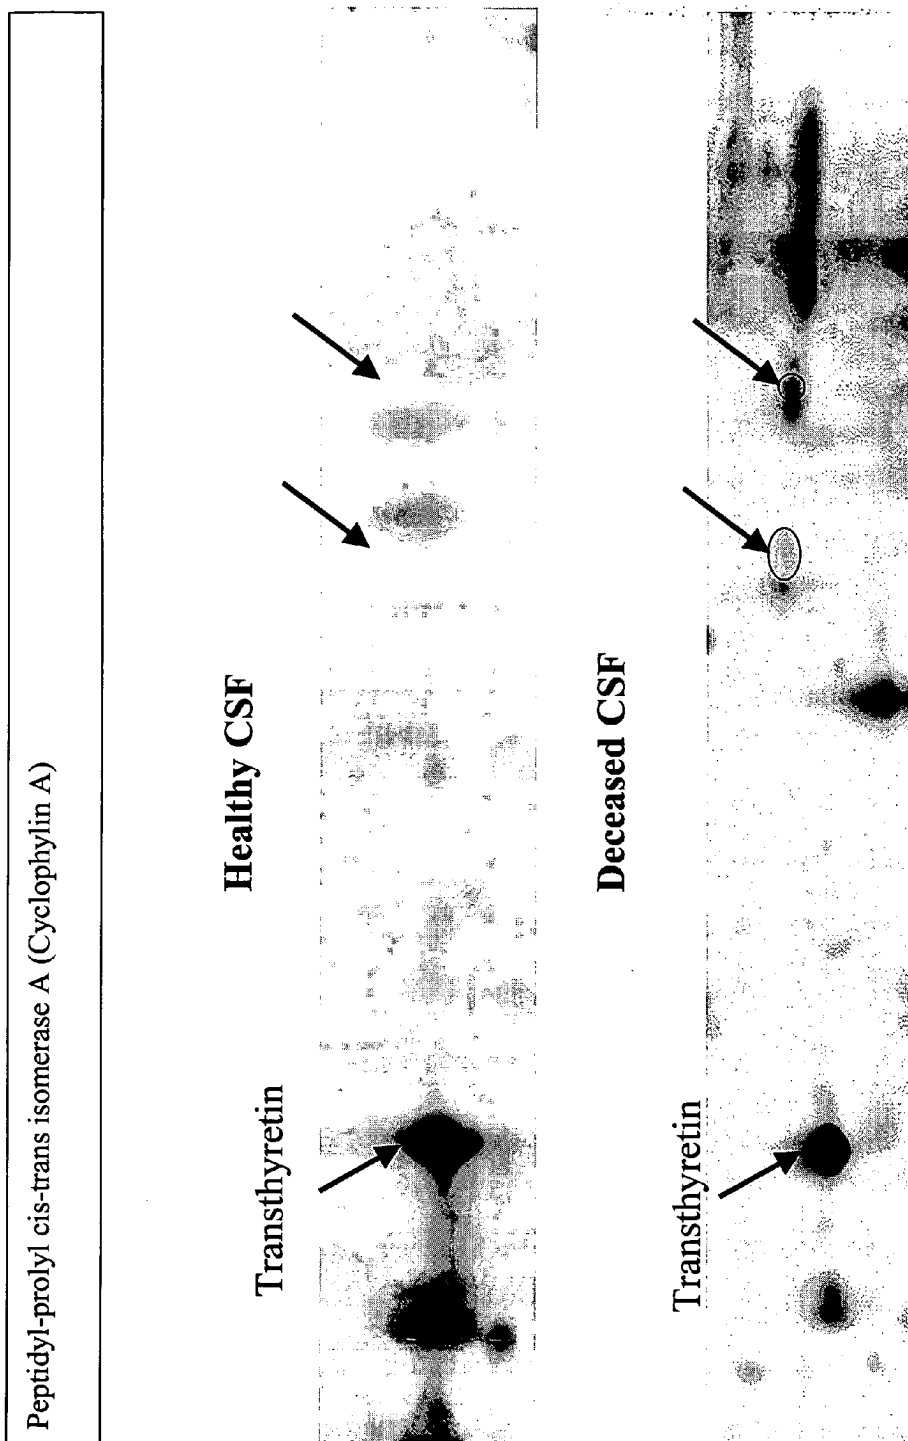 Peptidyl-prolyl cis-trans isomerase A (Cyclophylin A)
Healthy CSF
Transthyretin
Deceased CSF
Transthyretin